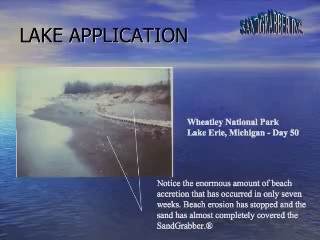 SANDGRABBER INC
LAKE APPLICATION
Wheatley National Park
Lake Erie, Michigan - Day 50
Notice the enormous amount of beach
accretion that has occurred in only seven
weeks. Beach erosion has stopped and the
sand has almost completely covered the
SandGrabber.®